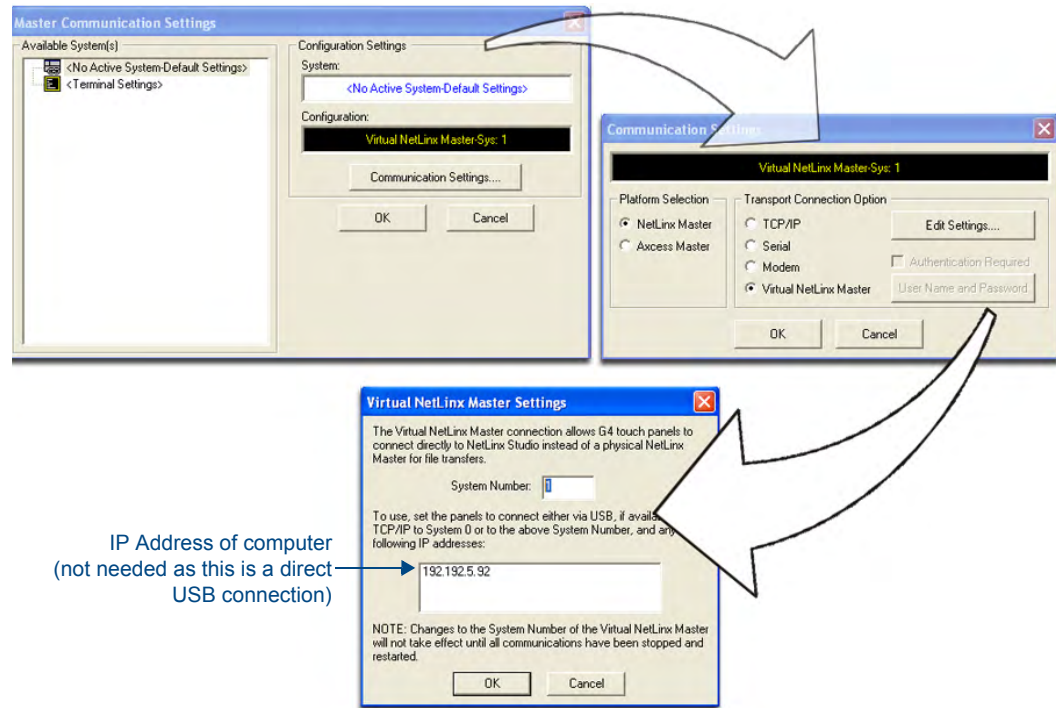 Master Communication Settings
Available System(s)
<No Active System-Default Settings>
<Terminal Settings>
Configuration Settings
System:
<No Active System-Default Settings>
Configuration:
Virtual NetLinx Master-Sys: 1
Communication Settings....
OK
Cancel
Communication Settings
Virtual NetLinx Master-Sys: 1
Platform Selection
NetLinx Master
Axcess Master
Transport Connection Option
TCP/IP
Serial
Modem
Virtual NetLinx Master
Edit Settings....
Authentication Required
User Name and Password
OK
Cancel
Virtual NetLinx Master Settings
The Virtual NetLinx Master connection allows G4 touch panels to
connect directly to NetLinx Studio instead of a physical NetLinx
Master for file transfers.
System Number: 1
To use, set the panels to connect either via USB, if avail
TCP/IP to System 0 or to the above System Number, and any
following IP addresses:
192.192.5.92
NOTE: Changes to the System Number of the Virtual NetLinx Master
will not take effect until all communications have been stopped and
restarted.
OK
Cancel
IP Address of computer
(not needed as this is a direct
USB connection)